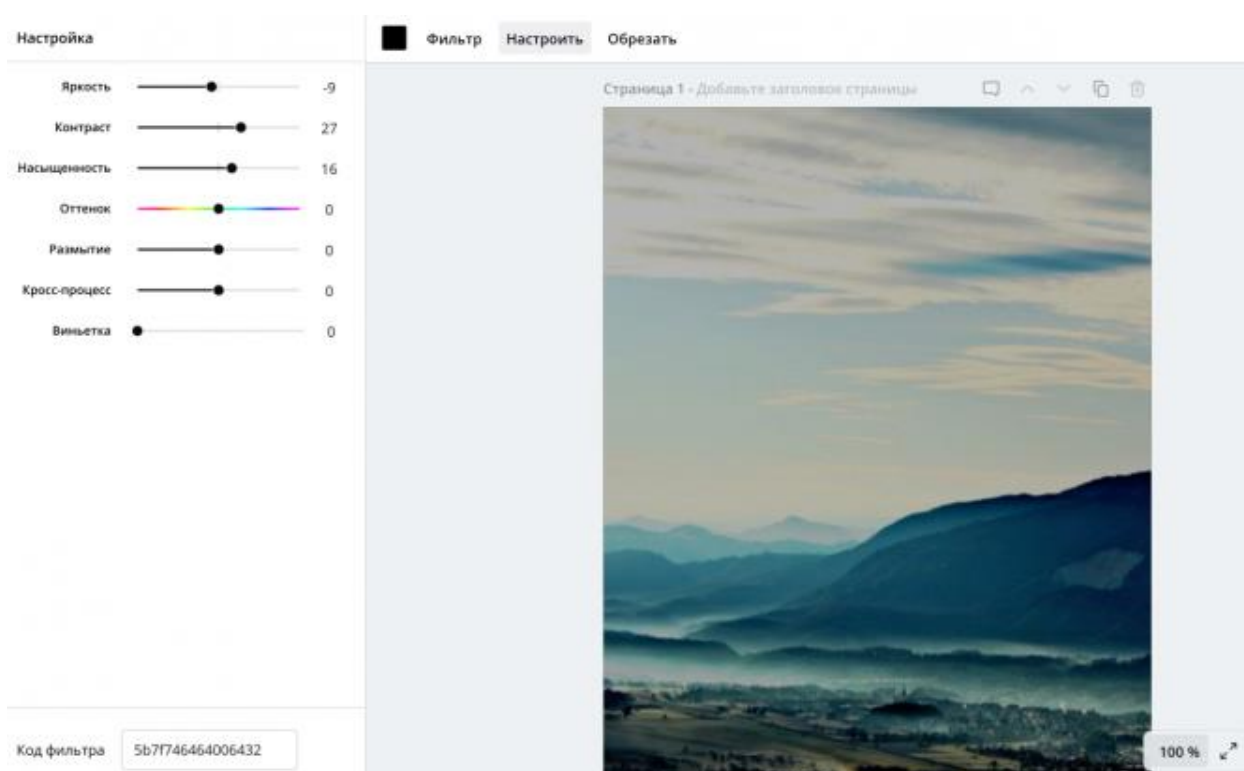 Настройка
Фильтр Настроить Обрезать
Страница 1 - Добавьте заголовок страницы
Яркость -9
Контраст 27
Насыщенность 16
Оттенок 0
Размытие 0
Кросс-процесс 0
Виньетка 0
Код фильтра 5b7f746464006432
100 %